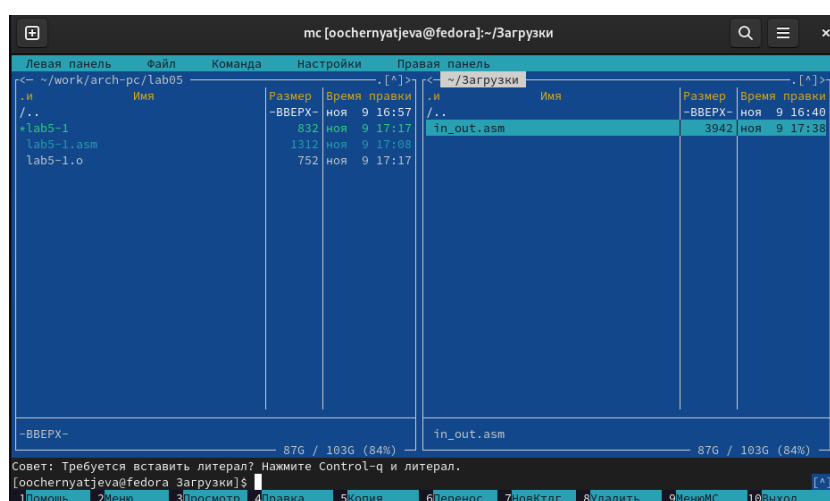 mc [oochernyatjeva@fedora]:~/Загрузки
Левая панель Файл Команда Настройки Правая панель
<— ~/work/arch-pc/lab05 .[^]> <— ~/Загрузки .[^]>
.и Имя Размер Время правки .и Имя Размер Время правки
/.. -ВВЕРХ- ноя 9 16:57 /.. -ВВЕРХ- ноя 9 16:40
*lab5-1 832 ноя 9 17:17 in_out.asm 3942 ноя 9 17:38
lab5-1.asm 1312 ноя 9 17:08
lab5-1.o 752 ноя 9 17:17
-ВВЕРХ- in_out.asm
87G / 103G (84%) 87G / 103G (84%)
Совет: Требуется вставить литерал? Нажмите Control-q и литерал.
[oochernyatjeva@fedora Загрузки]$ [^]
1Помощь 2Меню 3Просмотр 4Правка 5Копия 6Перенос 7НовКтлг 8Удалить 9МенюMC 10Выход